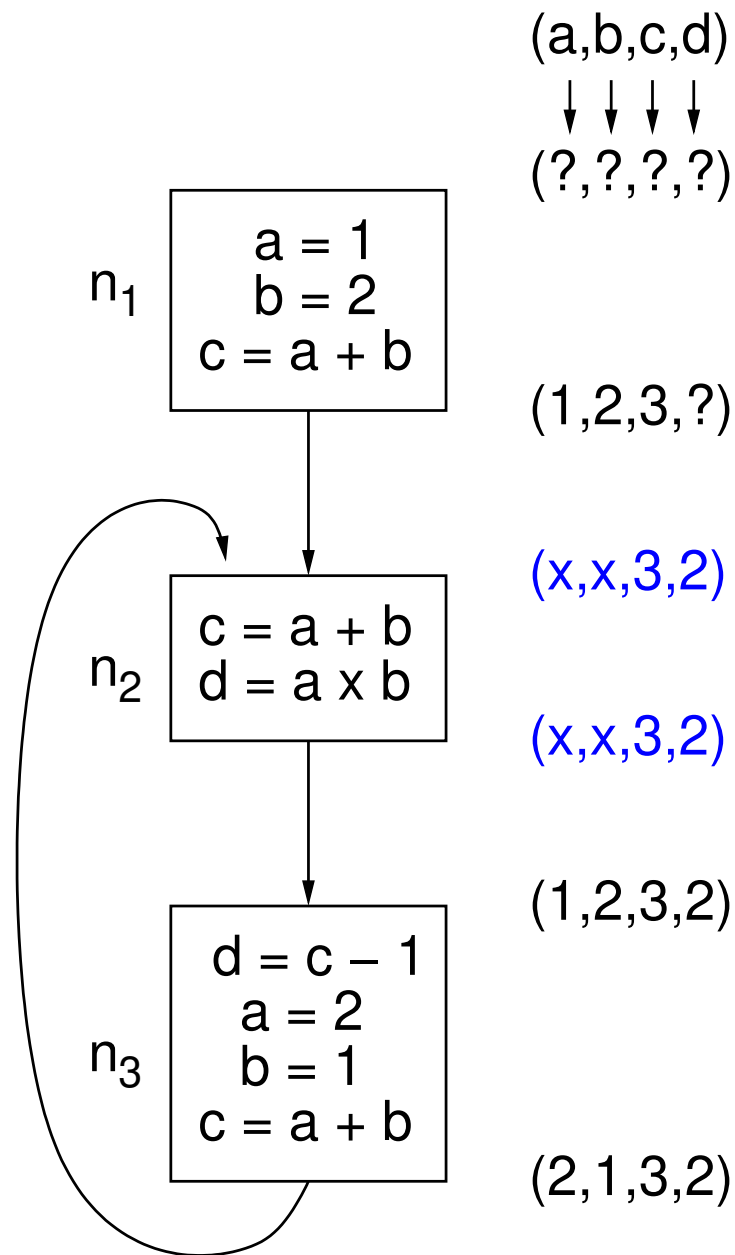 (a,b,c,d)
(?,?,?,?)
n1
a = 1
b = 2
c = a + b
(1,2,3,?)
(x,x,3,2)
n2
c = a + b
d = a x b
(x,x,3,2)
(1,2,3,2)
n3
d = c – 1
a = 2
b = 1
c = a + b
(2,1,3,2)